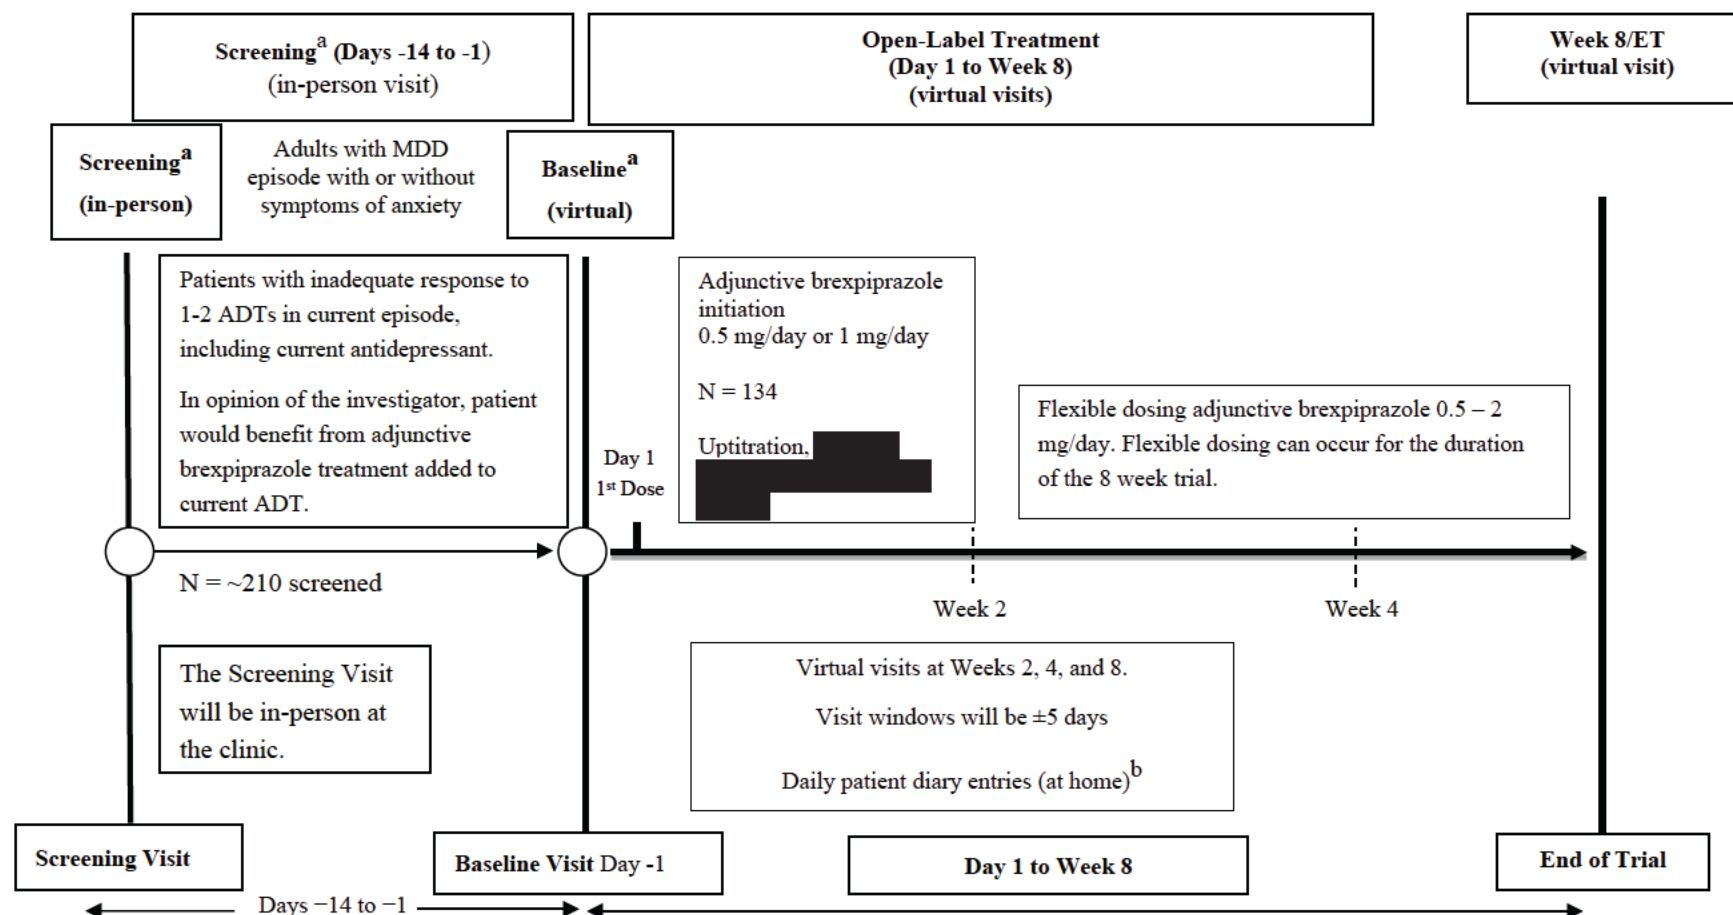 Screeningᵃ (Days -14 to -1)
(in-person visit)
Open-Label Treatment
(Day 1 to Week 8)
(virtual visits)
Week 8/ET
(virtual visit)
Screeningᵃ
(in-person)
Adults with MDD
episode with or without
symptoms of anxiety
Baselineᵃ
(virtual)
Patients with inadequate response to
1-2 ADTs in current episode,
including current antidepressant.
In opinion of the investigator, patient
would benefit from adjunctive
brexpiprazole treatment added to
current ADT.
Day 1
1ˢᵗ Dose
Adjunctive brexpiprazole
initiation
0.5 mg/day or 1 mg/day
N = 134
Uptitration,
Flexible dosing adjunctive brexpiprazole 0.5 – 2
mg/day. Flexible dosing can occur for the duration
of the 8 week trial.
N = ~210 screened
Week 2
Week 4
The Screening Visit
will be in-person at
the clinic.
Virtual visits at Weeks 2, 4, and 8.
Visit windows will be ±5 days
Daily patient diary entries (at home)ᵇ
Screening Visit
Baseline Visit Day -1
Day 1 to Week 8
End of Trial
Days −14 to −1